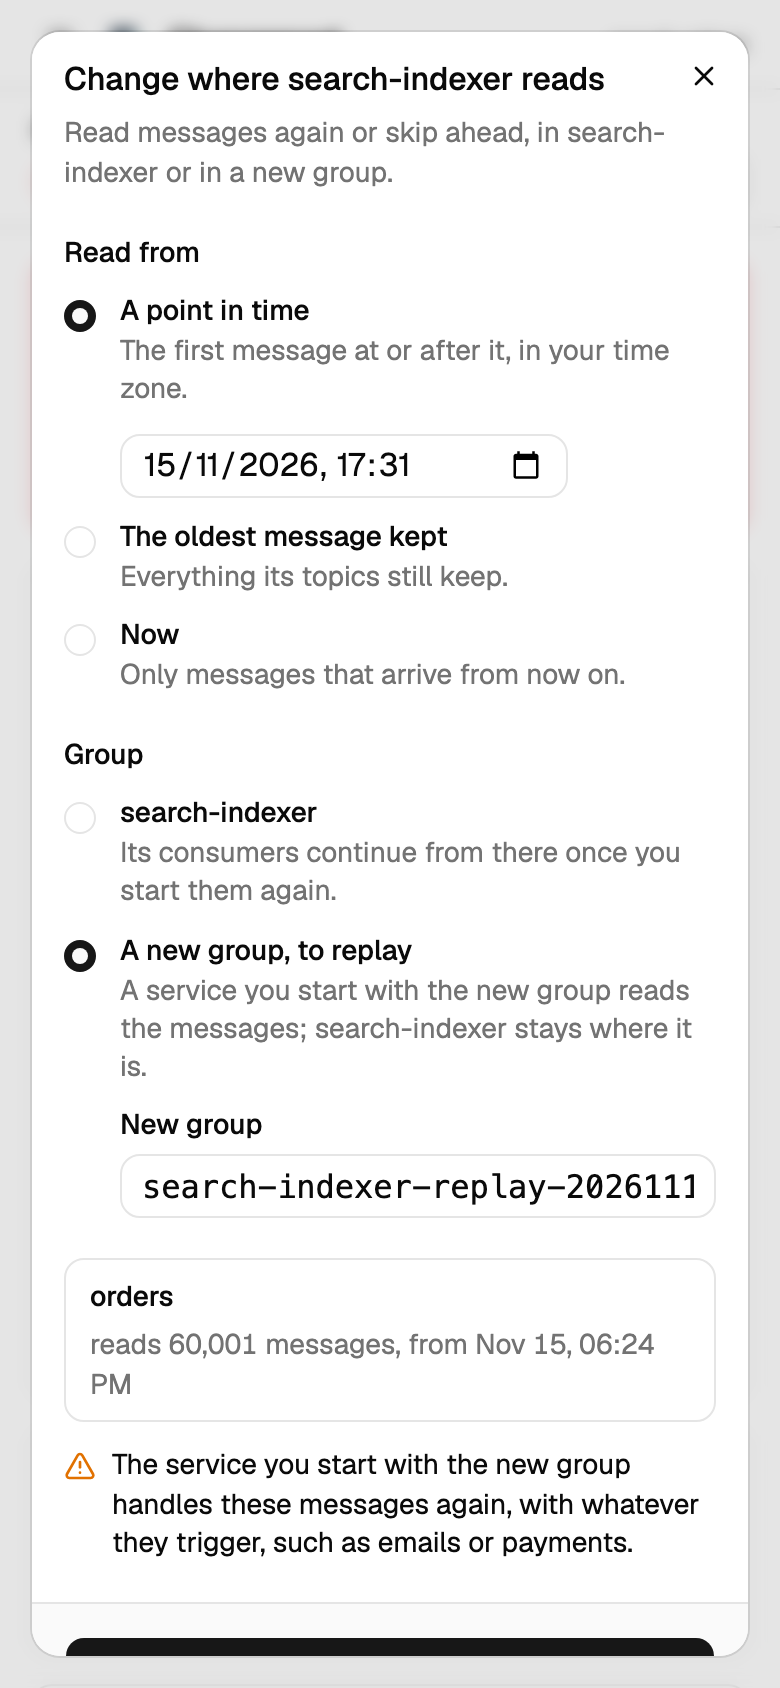 Change where search-indexer reads
Read messages again or skip ahead, in search-
indexer or in a new group.
Read from
A point in time
The first message at or after it, in your time
zone.
15/11/2026, 17:31
The oldest message kept
Everything its topics still keep.
Now
Only messages that arrive from now on.
Group
search-indexer
Its consumers continue from there once you
start them again.
A new group, to replay
A service you start with the new group reads
the messages; search-indexer stays where it
is.
New group
search-indexer-replay-2026111
orders
reads 60,001 messages, from Nov 15, 06:24
PM
The service you start with the new group
handles these messages again, with whatever
they trigger, such as emails or payments.